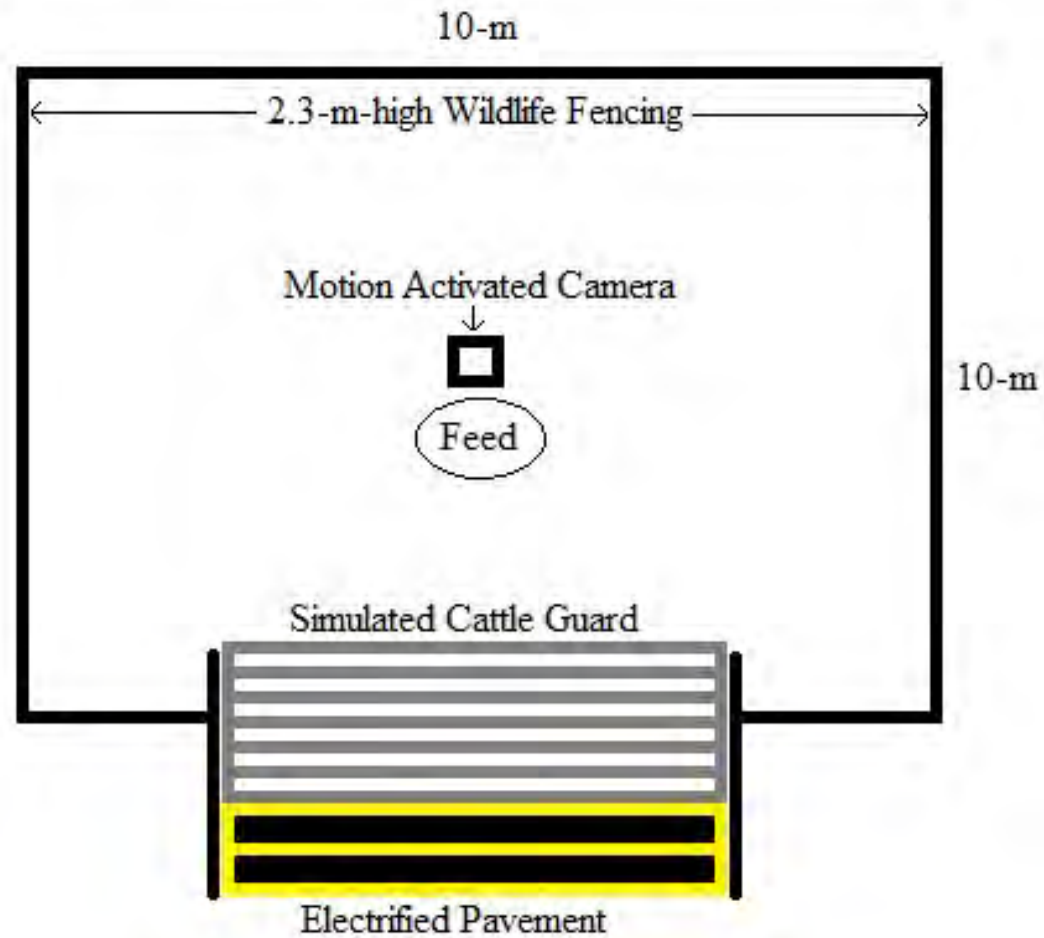 10-m
2.3-m-high Wildlife Fencing
Motion Activated Camera
10-m
Feed
Simulated Cattle Guard
Electrified Pavement